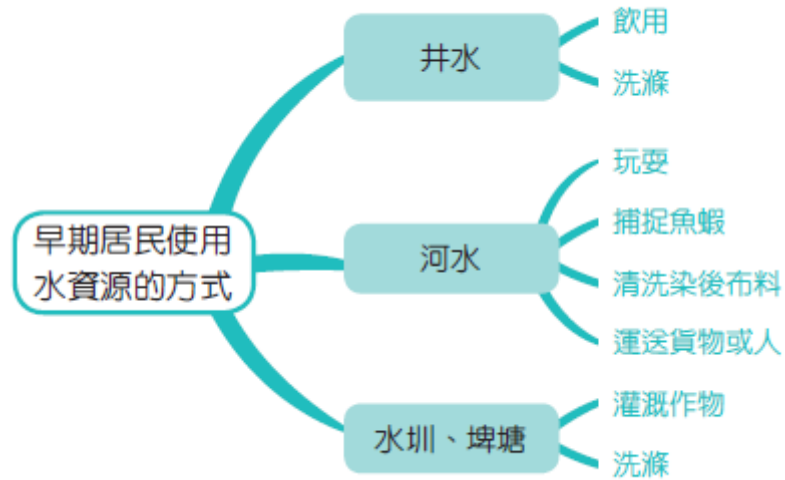 早期居民使用
水資源的方式
井水
飲用
洗滌
河水
玩耍
捕捉魚蝦
清洗染後布料
運送貨物或人
水圳、埤塘
灌溉作物
洗滌